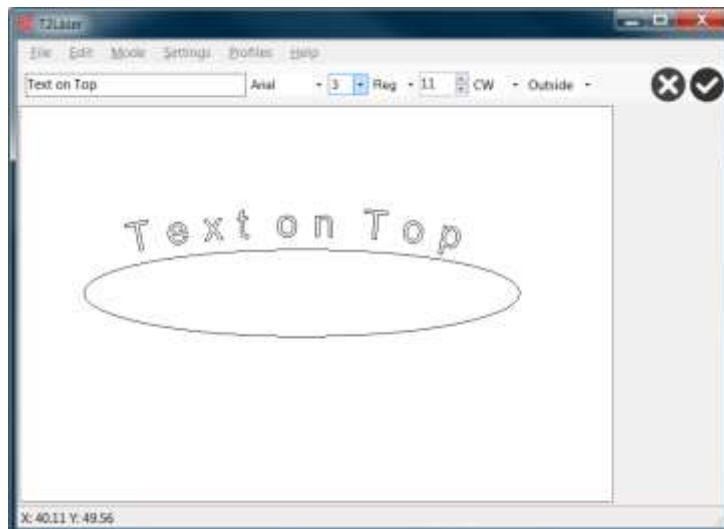 T2Laser
File Edit Mode Settings Profiles Help
Text on Top Arial 3 Reg 11 CW Outside
Text on Top
X: 40.11 Y: 49.56